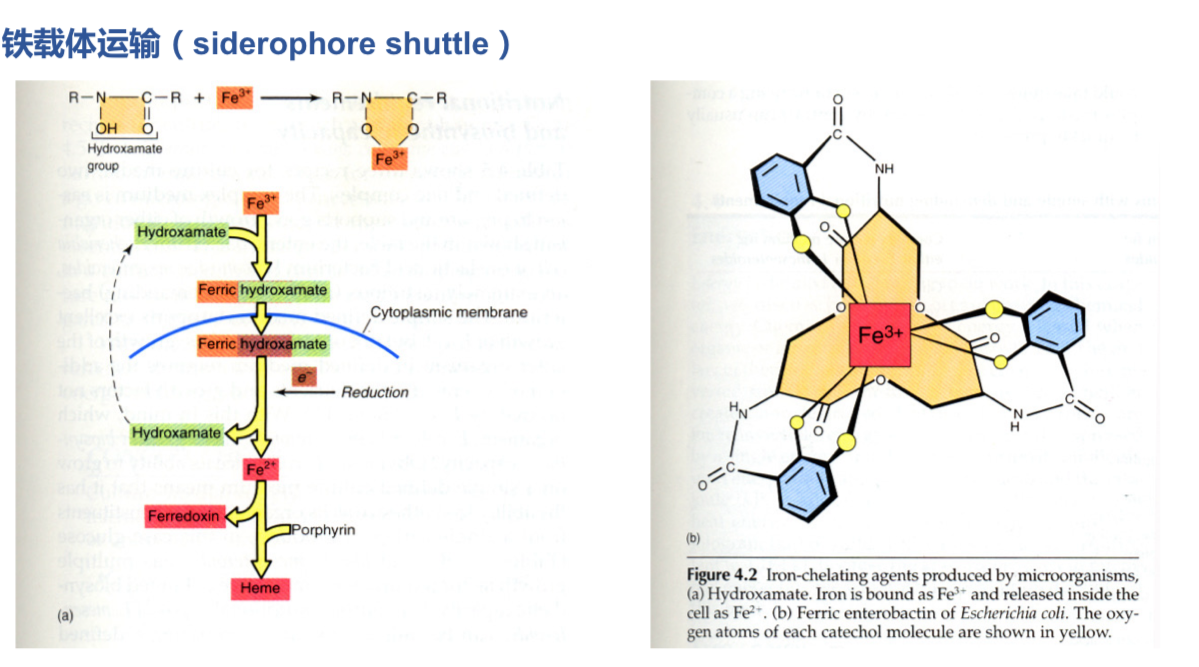 铁载体运输（siderophore shuttle）
R–N C–R + Fe3+ R–N C–R
OH O O O
Hydroxamate
group
Fe3+
Fe3+
Hydroxamate
Ferric hydroxamate
Cytoplasmic membrane
Ferric hydroxamate
e–
Reduction
Hydroxamate
Fe2+
Ferredoxin
Porphyrin
Heme
(a)
O
C
NH
O
O
O
Fe3+
O
O
O
HN
C
O
N
H
C
O
(b)
Figure 4.2 Iron-chelating agents produced by microorganisms,
(a) Hydroxamate. Iron is bound as Fe3+ and released inside the
cell as Fe2+. (b) Ferric enterobactin of Escherichia coli. The oxy-
gen atoms of each catechol molecule are shown in yellow.